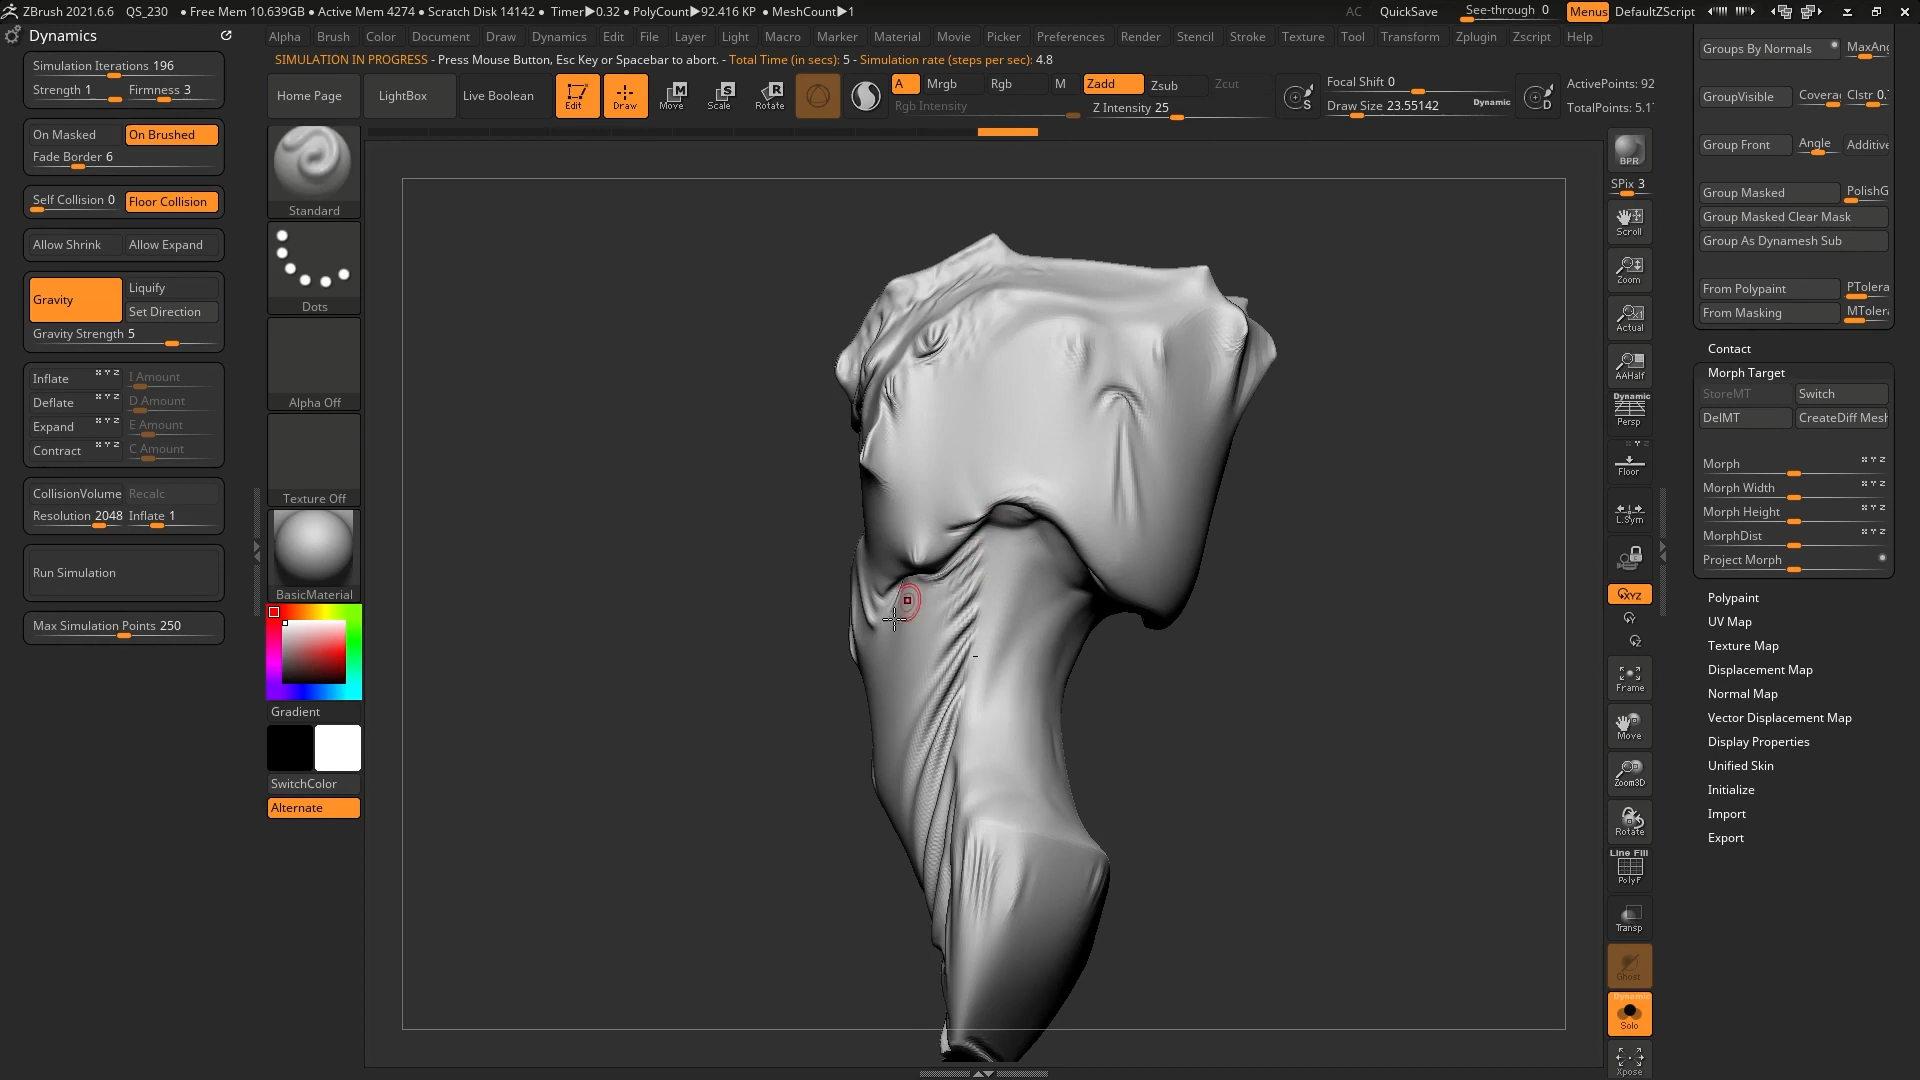 ZBrush 2021.6.6 QS_230 • Free Mem 10.639GB • Active Mem 4274 • Scratch Disk 14142 • Timer▶0.32 • PolyCount▶92.416 KP • MeshCount▶1
AC QuickSave See-through 0 Menus DefaultZScript
Dynamics
Alpha Brush Color Document Draw Dynamics Edit File Layer Light Macro Marker Material Movie Picker Preferences Render Stencil Stroke Texture Tool Transform Zplugin Zscript Help
SIMULATION IN PROGRESS - Press Mouse Button, Esc Key or Spacebar to abort. - Total Time (in secs): 5 - Simulation rate (steps per sec): 4.8
Home Page LightBox Live Boolean
Edit Draw Move Scale Rotate
A Mrgb Rgb M Zadd Zsub Zcut
Rgb Intensity Z Intensity 25
Focal Shift 0
Draw Size 23.55142 Dynamic
S D
ActivePoints: 92
TotalPoints: 5.1
Simulation Iterations 196
Strength 1 Firmness 3
On Masked On Brushed
Fade Border 6
Self Collision 0 Floor Collision
Allow Shrink Allow Expand
Gravity Liquify
Set Direction
Gravity Strength 5
Inflate X Y Z I Amount
Deflate X Y Z D Amount
Expand X Y Z E Amount
Contract X Y Z C Amount
CollisionVolume Recalc
Resolution 2048 Inflate 1
Run Simulation
Max Simulation Points 250
Standard
Dots
Alpha Off
Texture Off
BasicMaterial
Gradient
SwitchColor
Alternate
BPR
SPix 3
Scroll
Zoom
Actual
AAHalf
Dynamic
Persp
Floor
L.Sym
XYZ
Frame
Move
Zoom3D
Rotate
Line Fill
PolyF
Transp
Ghost
Dynamic
Solo
Xpose
Groups By Normals MaxAng
GroupVisible Covera Clstr 0.
Group Front Angle Additive
Group Masked PolishG
Group Masked Clear Mask
Group As Dynamesh Sub
From Polypaint PTolera
From Masking MTolera
Contact
Morph Target
StoreMT Switch
DelMT CreateDiff Mesh
Morph X Y Z
Morph Width X Y Z
Morph Height X Y Z
MorphDist X Y Z
Project Morph
Polypaint
UV Map
Texture Map
Displacement Map
Normal Map
Vector Displacement Map
Display Properties
Unified Skin
Initialize
Import
Export